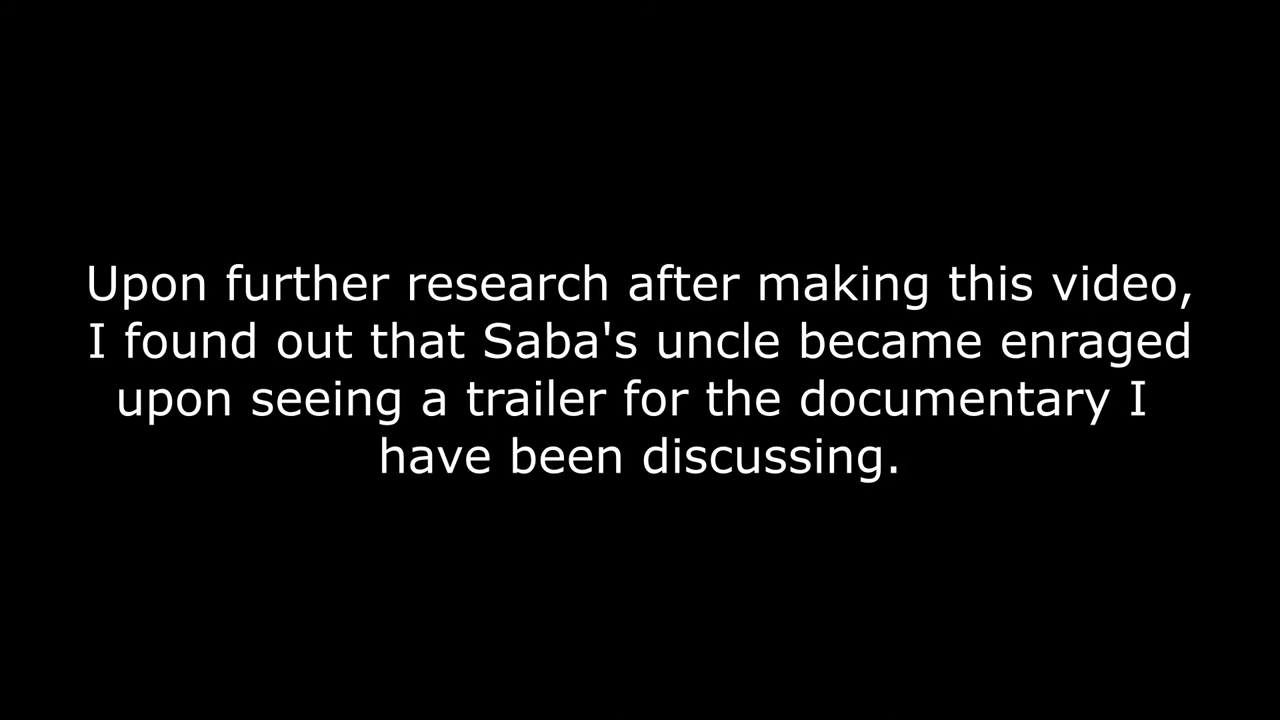 Upon further research after making this video,
I found out that Saba's uncle became enraged
upon seeing a trailer for the documentary I
have been discussing.